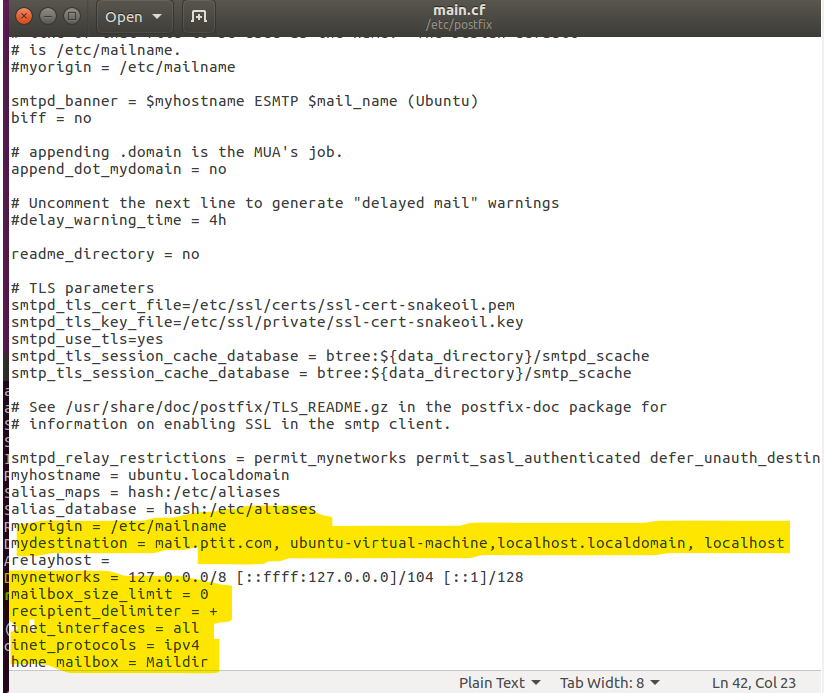 Open
main.cf
/etc/postfix
# is /etc/mailname.
#myorigin = /etc/mailname
smtpd_banner = $myhostname ESMTP $mail_name (Ubuntu)
biff = no
# appending .domain is the MUA's job.
append_dot_mydomain = no
# Uncomment the next line to generate "delayed mail" warnings
#delay_warning_time = 4h
readme_directory = no
# TLS parameters
smtpd_tls_cert_file=/etc/ssl/certs/ssl-cert-snakeoil.pem
smtpd_tls_key_file=/etc/ssl/private/ssl-cert-snakeoil.key
smtpd_use_tls=yes
smtpd_tls_session_cache_database = btree:${data_directory}/smtpd_scache
smtp_tls_session_cache_database = btree:${data_directory}/smtp_scache
# See /usr/share/doc/postfix/TLS_README.gz in the postfix-doc package for
# information on enabling SSL in the smtp client.
smtpd_relay_restrictions = permit_mynetworks permit_sasl_authenticated defer_unauth_destin
myhostname = ubuntu.localdomain
alias_maps = hash:/etc/aliases
alias_database = hash:/etc/aliases
myorigin = /etc/mailname
mydestination = mail.ptit.com, ubuntu-virtual-machine,localhost.localdomain, localhost
relayhost =
mynetworks = 127.0.0.0/8 [::ffff:127.0.0.0]/104 [::1]/128
mailbox_size_limit = 0
recipient_delimiter = +
inet_interfaces = all
inet_protocols = ipv4
home_mailbox = Maildir
Plain Text Tab Width: 8 Ln 42, Col 23